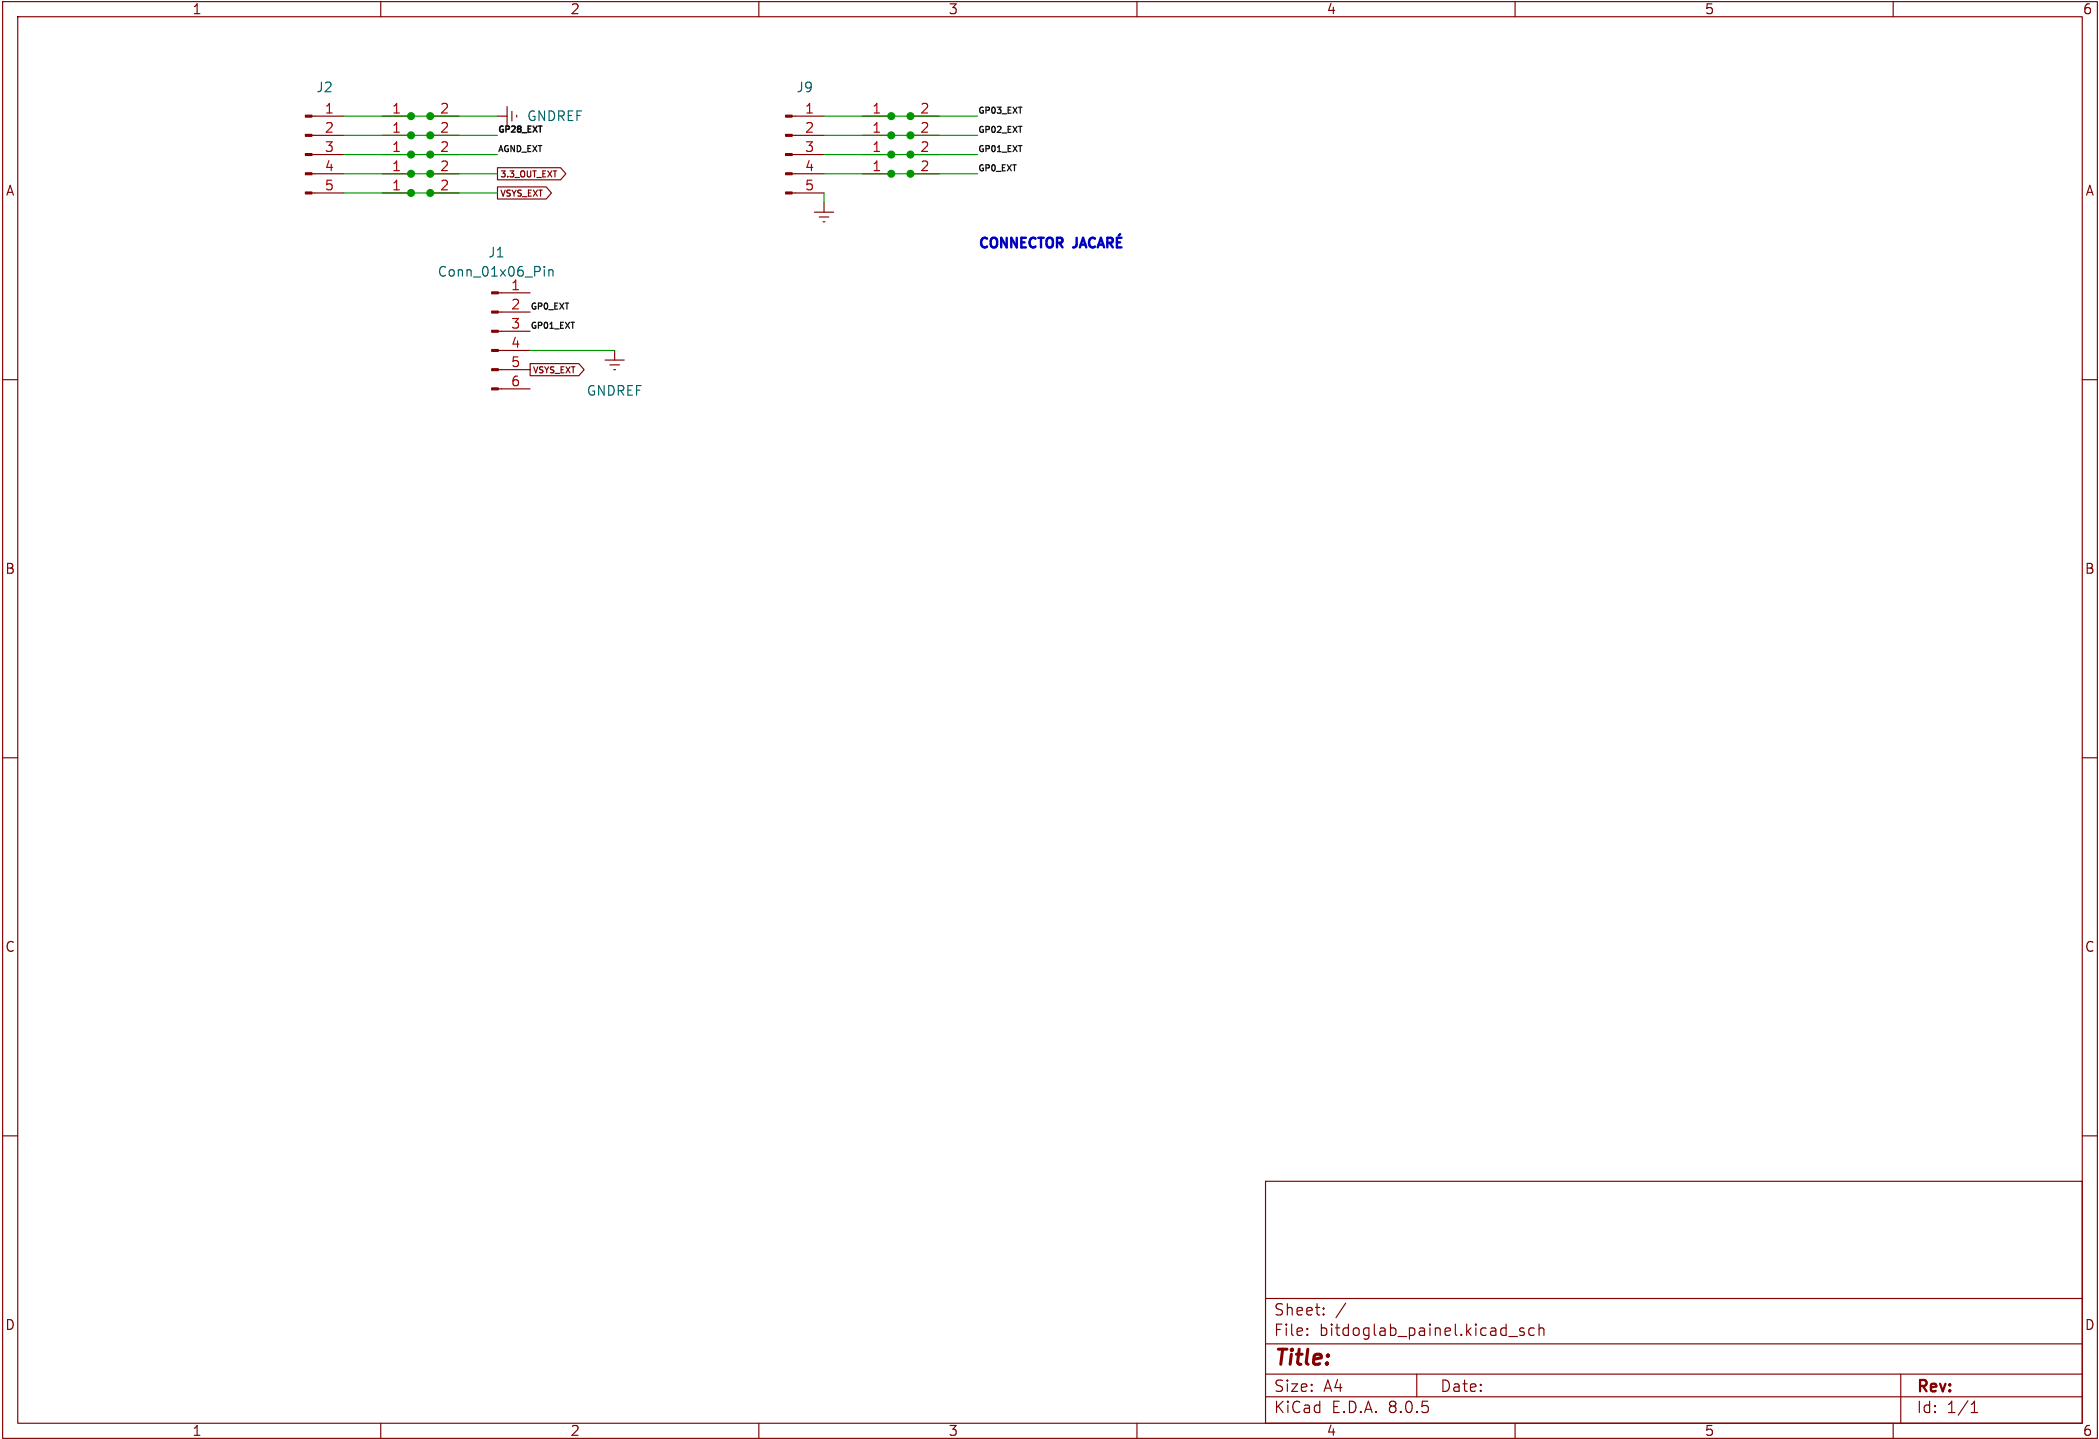 1 2 3 4 5 6
J2
1 1 2 GNDREF
2 1 2 GP28_EXT
3 1 2 AGND_EXT
4 1 2 3.3_OUT_EXT
5 1 2 VSYS_EXT
J9
1 1 2 GP03_EXT
2 1 2 GP02_EXT
3 1 2 GP01_EXT
4 1 2 GP0_EXT
5
A A
CONNECTOR JACARÉ
J1
Conn_01x06_Pin
1
2 GP0_EXT
3 GP01_EXT
4
5 VSYS_EXT
6
GNDREF
B B
C C
D D
Sheet: /
File: bitdoglab_painel.kicad_sch
Title:
Size: A4 Date: Rev:
KiCad E.D.A. 8.0.5 Id: 1/1
1 2 3 4 5 6